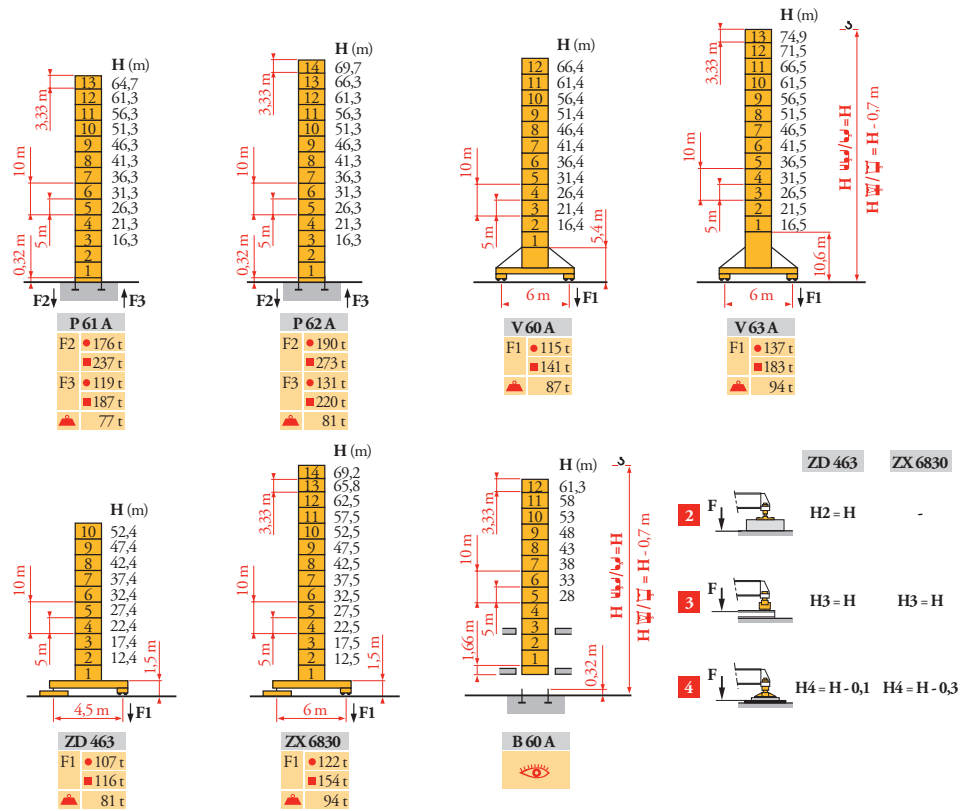 H (m)
13 64,7
12 61,3
11 56,3
10 51,3
9 46,3
8 41,3
7 36,3
6 31,3
5 26,3
4 21,3
3 16,3
2
1
3,33 m
10 m
5 m
0,32 m
F2 F3
P 61 A
F2 176 t
237 t
F3 119 t
187 t
77 t
H (m)
14 69,7
13 66,3
12 61,3
11 56,3
10 51,3
9 46,3
8 41,3
7 36,3
6 31,3
5 26,3
4 21,3
3 16,3
2
1
3,33 m
10 m
5 m
0,32 m
F2 F3
P 62 A
F2 190 t
273 t
F3 131 t
220 t
81 t
H (m)
12 66,4
11 61,4
10 56,4
9 51,4
8 46,4
7 41,4
6 36,4
5 31,4
4 26,4
3 21,4
2 16,4
1
10 m
5 m
5,4 m
6 m
F1
V 60 A
F1 115 t
141 t
87 t
H (m)
13 74,9
12 71,5
11 66,5
10 61,5
9 56,5
8 51,5
7 46,5
6 41,5
5 36,5
4 31,5
3 26,5
2 21,5
1 16,5
3,33 m
10 m
5 m
10,6 m
H / =H
H / = H - 0,7 m
6 m
F1
V 63 A
F1 137 t
183 t
94 t
H (m)
10 52,4
9 47,4
8 42,4
7 37,4
6 32,4
5 27,4
4 22,4
3 17,4
2 12,4
1
10 m
5 m
1,5 m
4,5 m
F1
ZD 463
F1 107 t
116 t
81 t
H (m)
14 69,2
13 65,8
12 62,5
11 57,5
10 52,5
9 47,5
8 42,5
7 37,5
6 32,5
5 27,5
4 22,5
3 17,5
2 12,5
1
3,33 m
10 m
5 m
1,5 m
6 m
F1
ZX 6830
F1 122 t
154 t
94 t
H (m)
12 61,3
11 58
10 53
9 48
8 43
7 38
6 33
5 28
4
3
2
1
3,33 m
10 m
5 m
1,66 m
0,32 m
H / =H
H / = H - 0,7 m
B 60 A
ZD 463 ZX 6830
2 F H2 = H -
3 F H3 = H H3 = H
4 F H4 = H - 0,1 H4 = H - 0,3